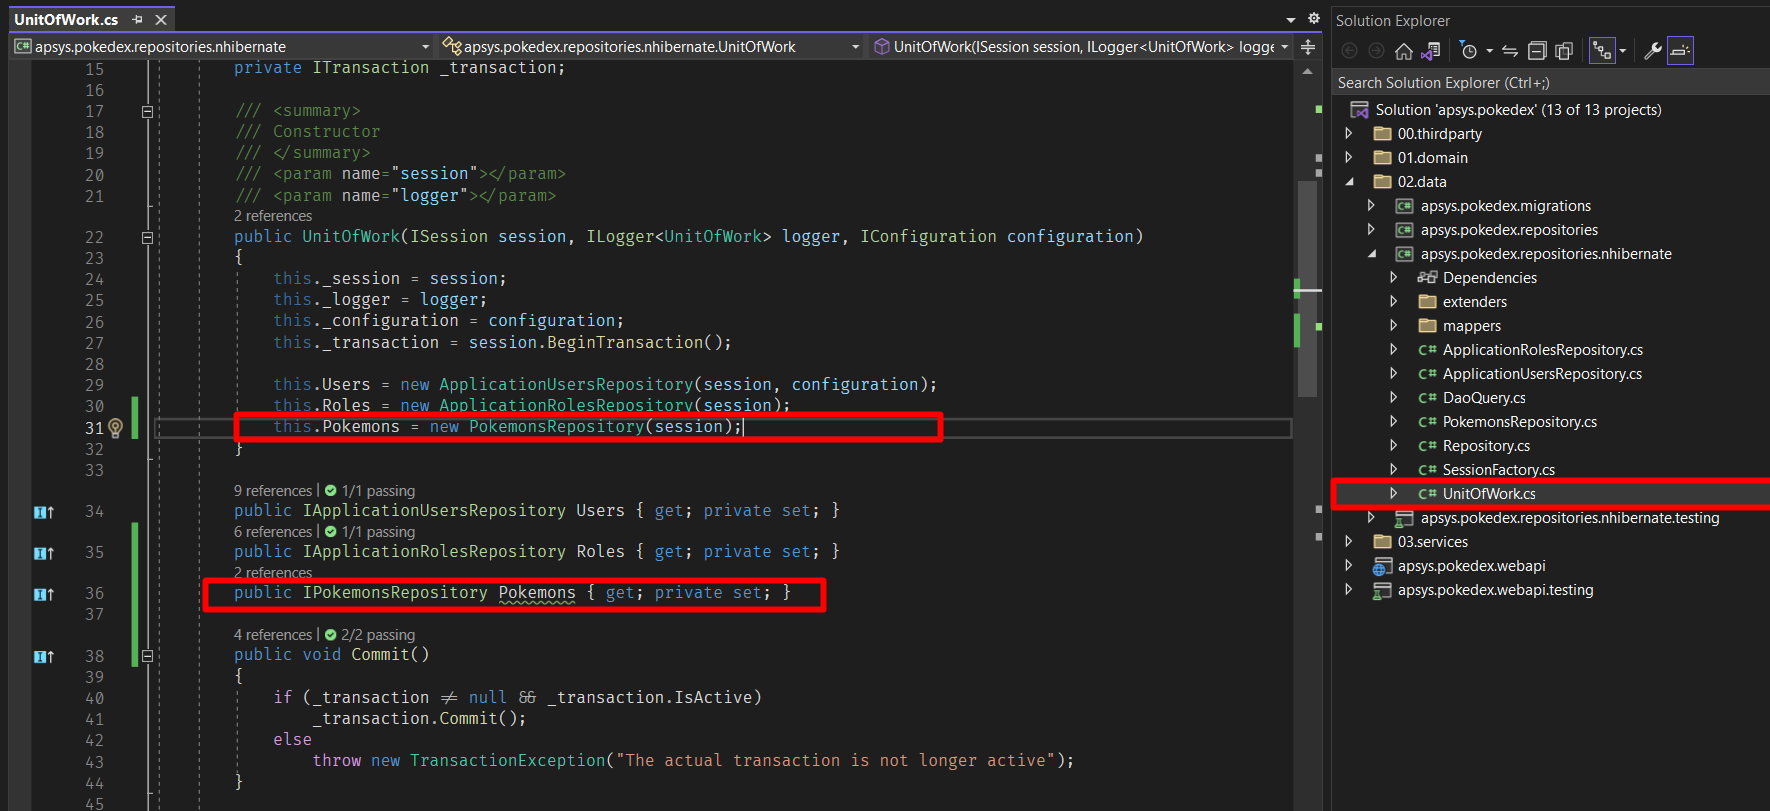 UnitOfWork.cs
apsys.pokedex.repositories.nhibernate
apsys.pokedex.repositories.nhibernate.UnitOfWork
UnitOfWork(ISession session, ILogger<UnitOfWork> logge
15 private ITransaction _transaction;
16
17 /// <summary>
18 /// Constructor
19 /// </summary>
20 /// <param name="session"></param>
21 /// <param name="logger"></param>
2 references
22 public UnitOfWork(ISession session, ILogger<UnitOfWork> logger, IConfiguration configuration)
23 {
24 this._session = session;
25 this._logger = logger;
26 this._configuration = configuration;
27 this._transaction = session.BeginTransaction();
28
29 this.Users = new ApplicationUsersRepository(session, configuration);
30 this.Roles = new ApplicationRolesRepository(session);
31 this.Pokemons = new PokemonsRepository(session);
32 }
33
9 references | 1/1 passing
34 public IApplicationUsersRepository Users { get; private set; }
6 references | 1/1 passing
35 public IApplicationRolesRepository Roles { get; private set; }
2 references
36 public IPokemonsRepository Pokemons { get; private set; }
37
4 references | 2/2 passing
38 public void Commit()
39 {
40 if (_transaction ≠ null && _transaction.IsActive)
41 _transaction.Commit();
42 else
43 throw new TransactionException("The actual transaction is not longer active");
44 }
45
Solution Explorer
Search Solution Explorer (Ctrl+;)
Solution 'apsys.pokedex' (13 of 13 projects)
00.thirdparty
01.domain
02.data
C# apsys.pokedex.migrations
C# apsys.pokedex.repositories
C# apsys.pokedex.repositories.nhibernate
Dependencies
extenders
mappers
C# ApplicationRolesRepository.cs
C# ApplicationUsersRepository.cs
C# DaoQuery.cs
C# PokemonsRepository.cs
C# Repository.cs
C# SessionFactory.cs
C# UnitOfWork.cs
apsys.pokedex.repositories.nhibernate.testing
03.services
apsys.pokedex.webapi
apsys.pokedex.webapi.testing